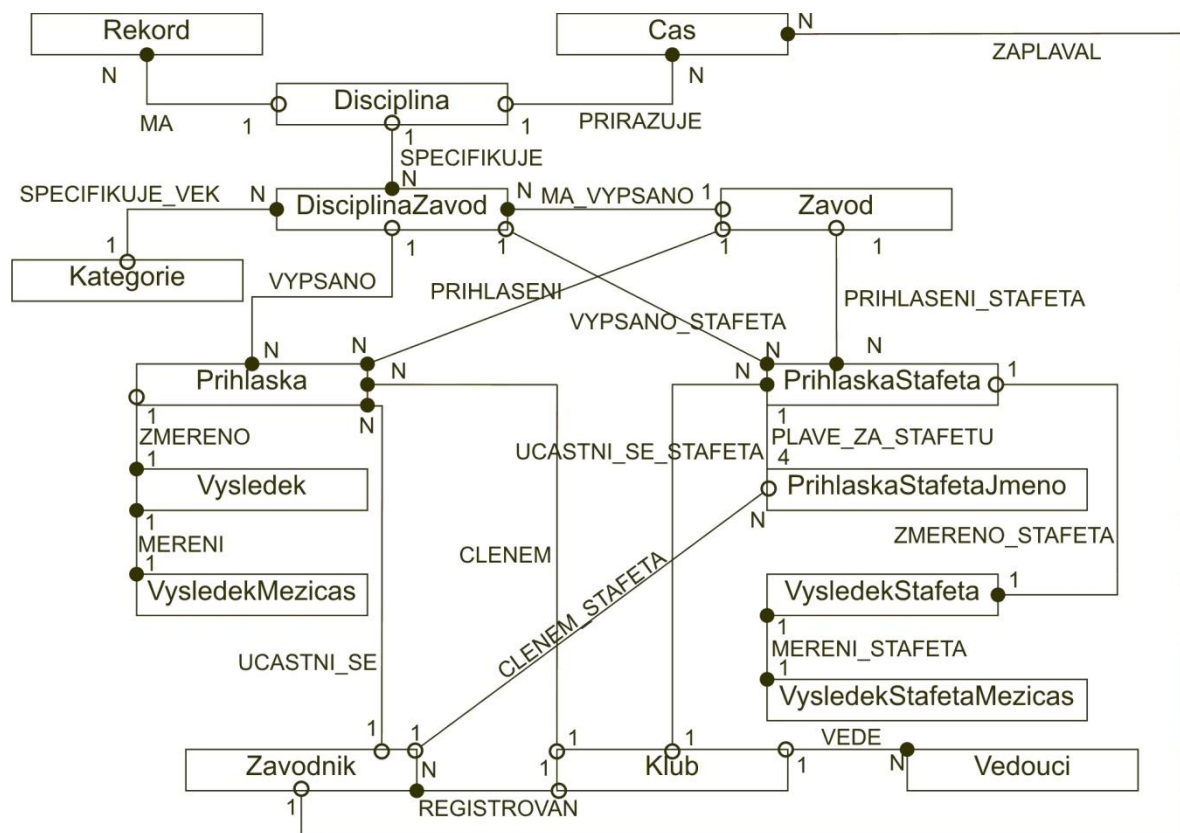 Rekord
Cas
N
ZAPLAVAL
N
N
MA
1
Disciplina
1
PRIRAZUJE
1
SPECIFIKUJE
SPECIFIKUJE_VEK
N
N
DisciplinaZavod
N
MA_VYPSANO
1
Zavod
1
Kategorie
1
1
1
1
VYPSANO
PRIHLASENI
VYPSANO_STAFETA
PRIHLASENI_STAFETA
N
N
N
N
Prihlaska
N
N
PrihlaskaStafeta
1
1
N
1
ZMERENO
UCASTNI_SE_STAFETA
PLAVE_ZA_STAFETU
1
4
Vysledek
PrihlaskaStafetaJmeno
1
N
MERENI
CLENEM
ZMERENO_STAFETA
1
VysledekMezicas
CLENEM_STAFETA
VysledekStafeta
1
1
MERENI_STAFETA
UCASTNI_SE
1
VysledekStafetaMezicas
1
1
1
1
VEDE
Zavodnik
N
Klub
1
N
Vedouci
1
REGISTROVAN